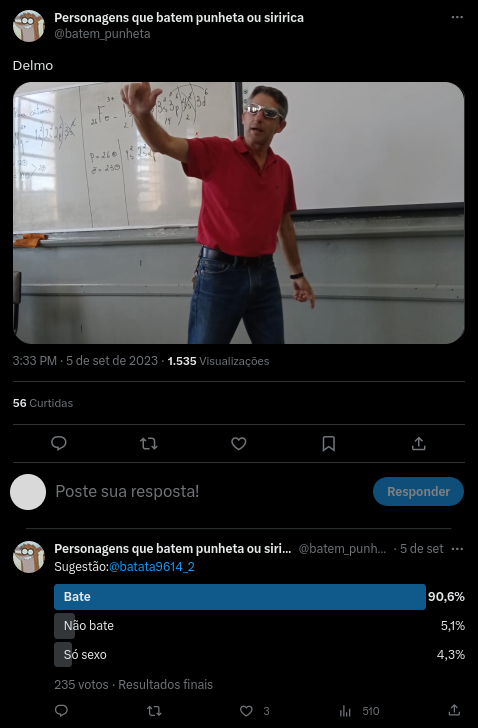 Personagens que batem punheta ou siririca
@batem_punheta
Delmo
3:33 PM · 5 de set de 2023 · 1.535 Visualizações
56 Curtidas
Poste sua resposta!
Responder
Personagens que batem punheta ou siri... @batem_punh... · 5 de set
Sugestão:@batata9614_2
Bate 90,6%
Não bate 5,1%
Só sexo 4,3%
235 votos · Resultados finais
3 510